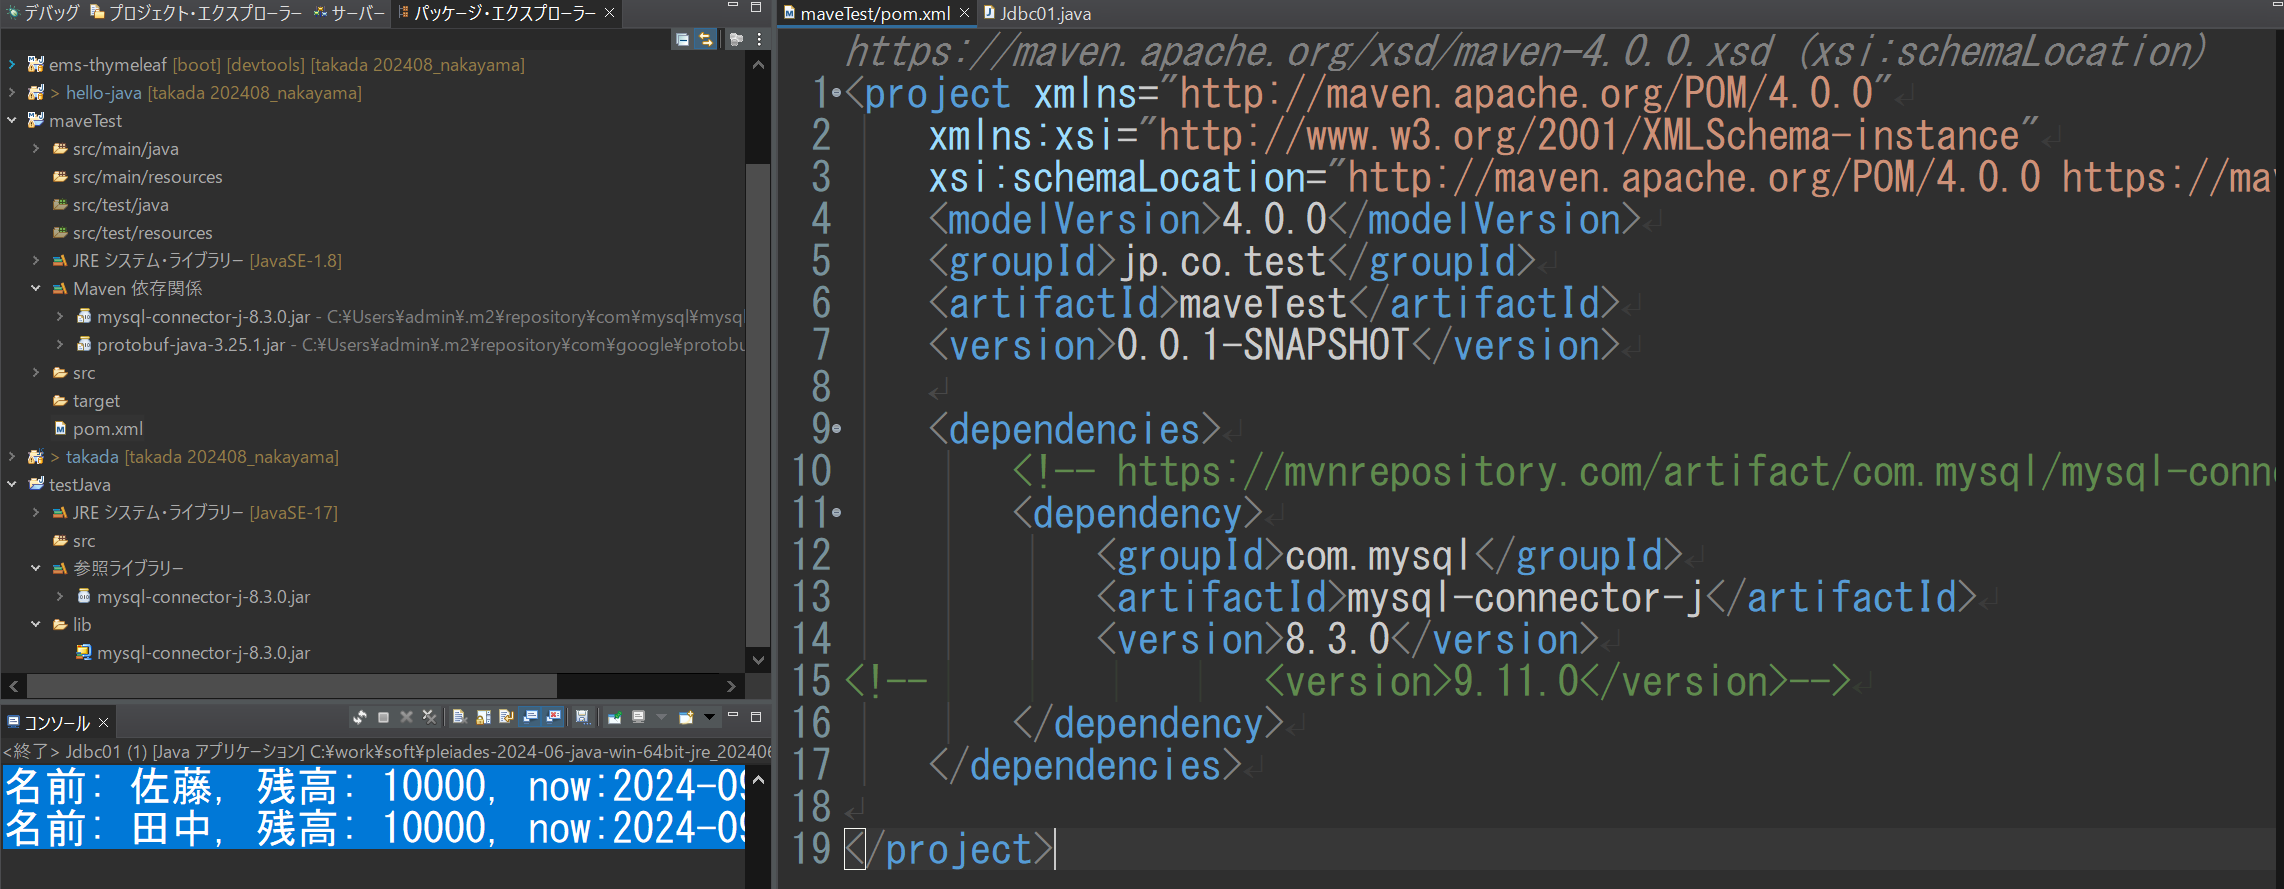 デバッグ プロジェクト・エクスプローラー サーバー パッケージ・エクスプローラー
ems-thymeleaf [boot] [devtools] [takada 202408_nakayama]
> hello-java [takada 202408_nakayama]
maveTest
src/main/java
src/main/resources
src/test/java
src/test/resources
JRE システム・ライブラリー [JavaSE-1.8]
Maven 依存関係
mysql-connector-j-8.3.0.jar - C:¥Users¥admin¥.m2¥repository¥com¥mysql¥mysql
protobuf-java-3.25.1.jar - C:¥Users¥admin¥.m2¥repository¥com¥google¥protobu
src
target
pom.xml
> takada [takada 202408_nakayama]
testJava
JRE システム・ライブラリー [JavaSE-17]
src
参照ライブラリー
mysql-connector-j-8.3.0.jar
lib
mysql-connector-j-8.3.0.jar
コンソール
<終了> Jdbc01 (1) [Java アプリケーション] C:¥work¥soft¥pleiades-2024-06-java-win-64bit-jre_202406
名前: 佐藤, 残高: 10000, now:2024-09
名前: 田中, 残高: 10000, now:2024-09
maveTest/pom.xml Jdbc01.java
https://maven.apache.org/xsd/maven-4.0.0.xsd (xsi:schemaLocation)
1 <project xmlns="http://maven.apache.org/POM/4.0.0"
2 xmlns:xsi="http://www.w3.org/2001/XMLSchema-instance"
3 xsi:schemaLocation="http://maven.apache.org/POM/4.0.0 https://mav
4 <modelVersion>4.0.0</modelVersion>
5 <groupId>jp.co.test</groupId>
6 <artifactId>maveTest</artifactId>
7 <version>0.0.1-SNAPSHOT</version>
8
9 <dependencies>
10 <!-- https://mvnrepository.com/artifact/com.mysql/mysql-conne
11 <dependency>
12 <groupId>com.mysql</groupId>
13 <artifactId>mysql-connector-j</artifactId>
14 <version>8.3.0</version>
15 <!-- <version>9.11.0</version>-->
16 </dependency>
17 </dependencies>
18
19 </project>